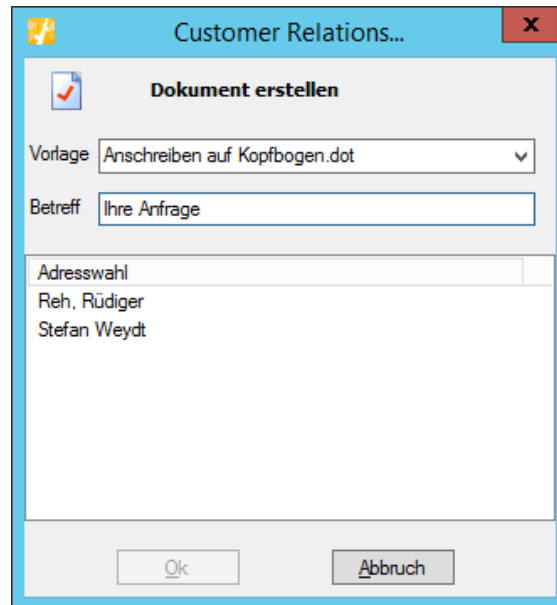 Customer Relations...
x
Dokument erstellen
Vorlage Anschreiben auf Kopfbogen.dot
Betreff Ihre Anfrage
Adresswahl
Reh, Rüdiger
Stefan Weydt
Ok Abbruch